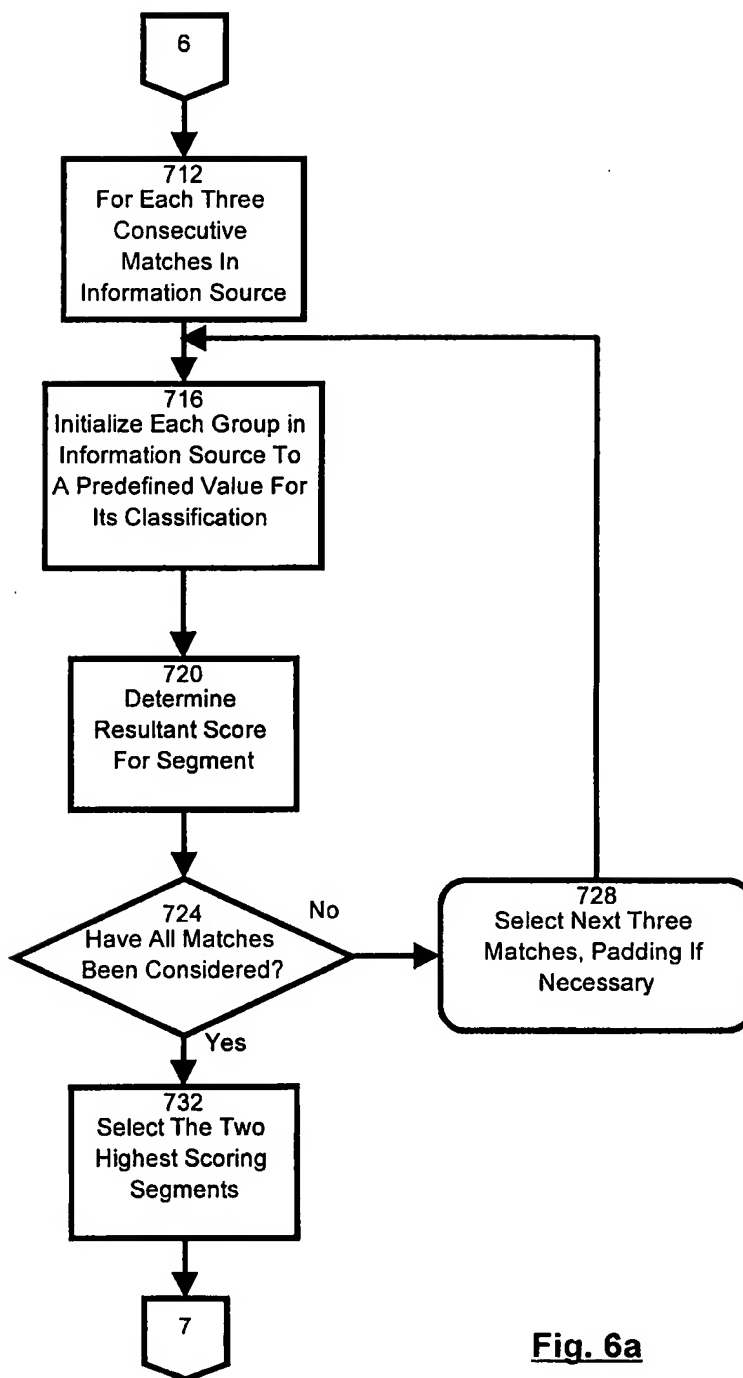 6
712
For Each Three
Consecutive
Matches In
Information Source
716
Initialize Each Group in
Information Source To
A Predefined Value For
Its Classification
720
Determine
Resultant Score
For Segment
724
Have All Matches
Been Considered?
No
728
Select Next Three
Matches, Padding If
Necessary
Yes
732
Select The Two
Highest Scoring
Segments
7
Fig. 6a